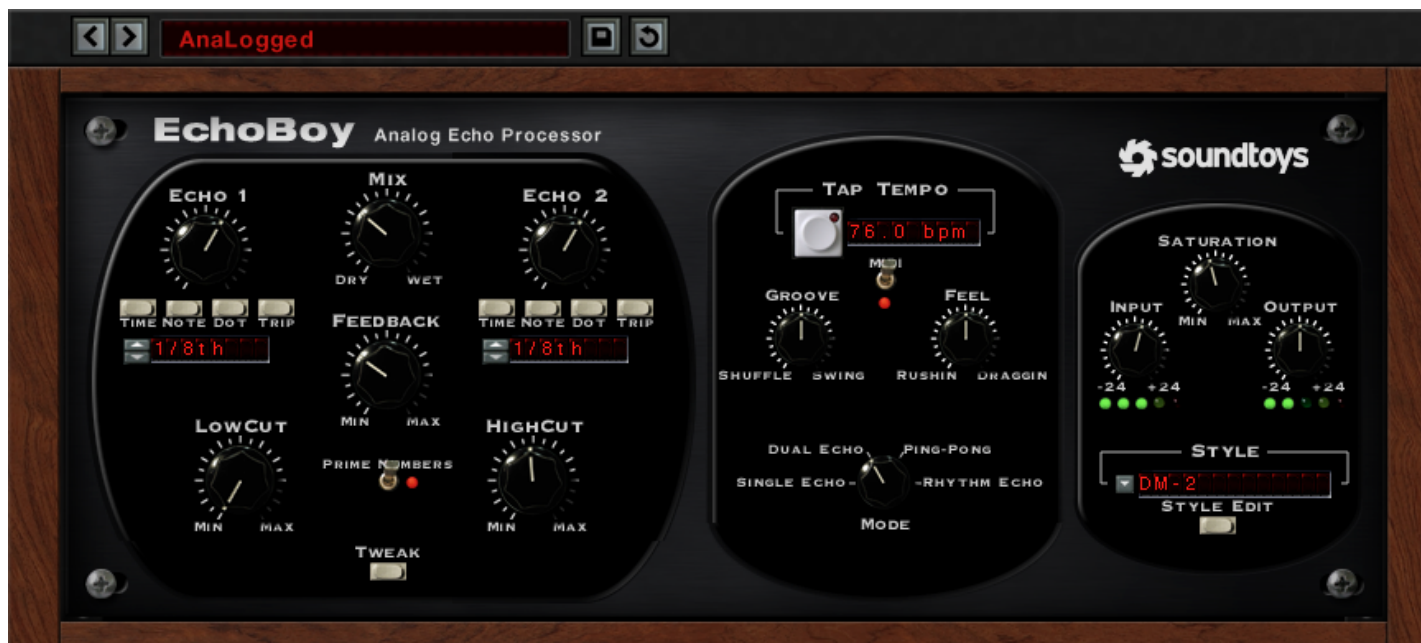 AnaLogged
EchoBoy Analog Echo Processor
soundtoys
ECHO 1
MIX
ECHO 2
DRY WET
TIME NOTE DOT TRIP
1/8th
FEEDBACK
MIN MAX
TIME NOTE DOT TRIP
1/8th
LOWCUT
MIN MAX
PRIME NUMBERS
HIGHCUT
MIN MAX
TWEAK
TAP TEMPO
76.0 bpm
MIDI
GROOVE
SHUFFLE SWING
FEEL
RUSHIN DRAGGIN
DUAL ECHO PING-PONG
SINGLE ECHO RHYTHM ECHO
MODE
SATURATION
MIN MAX
INPUT
-24 +24
OUTPUT
-24 +24
STYLE
DM-2
STYLE EDIT